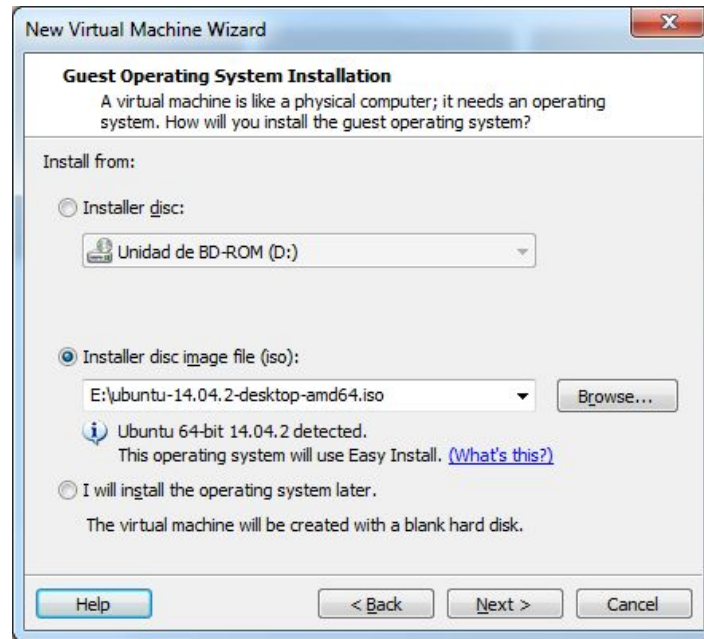 New Virtual Machine Wizard
Guest Operating System Installation
A virtual machine is like a physical computer; it needs an operating
system. How will you install the guest operating system?
Install from:
Installer disc:
Unidad de BD-ROM (D:)
Installer disc image file (iso):
E:\ubuntu-14.04.2-desktop-amd64.iso
Browse...
Ubuntu 64-bit 14.04.2 detected.
This operating system will use Easy Install. (What's this?)
I will install the operating system later.
The virtual machine will be created with a blank hard disk.
Help
< Back
Next >
Cancel